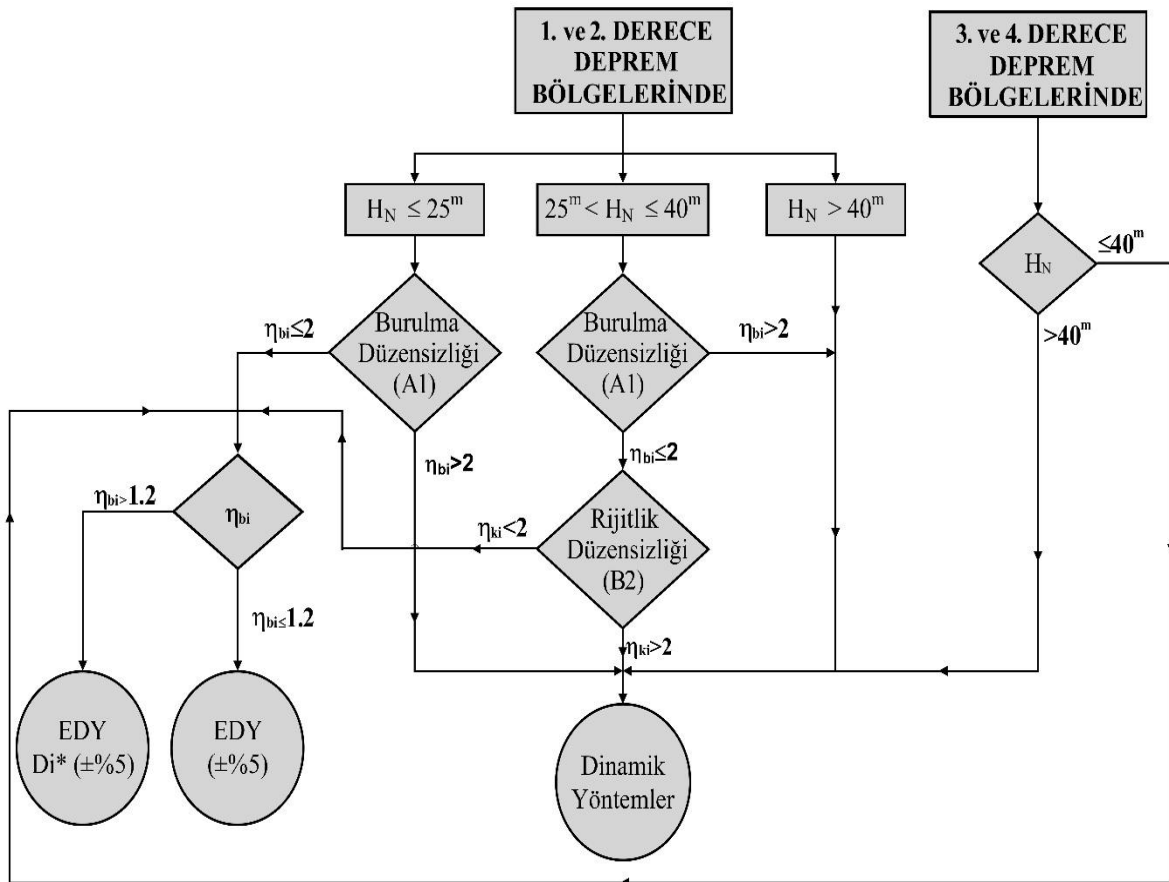 1. ve 2. DERECE
DEPREM
BÖLGELERİNDE
3. ve 4. DERECE
DEPREM
BÖLGELERİNDE
H_N ≤ 25^m
25^m < H_N ≤ 40^m
H_N > 40^m
H_N
≤40^m
>40^m
Burulma
Düzensizliği
(A1)
η_bi≤2
η_bi>2
Burulma
Düzensizliği
(A1)
η_bi>2
η_bi≤2
η_bi
η_bi>1.2
η_bi≤1.2
Rijitlik
Düzensizliği
(B2)
η_ki<2
η_ki>2
EDY
Di* (±%5)
EDY
(±%5)
Dinamik
Yöntemler